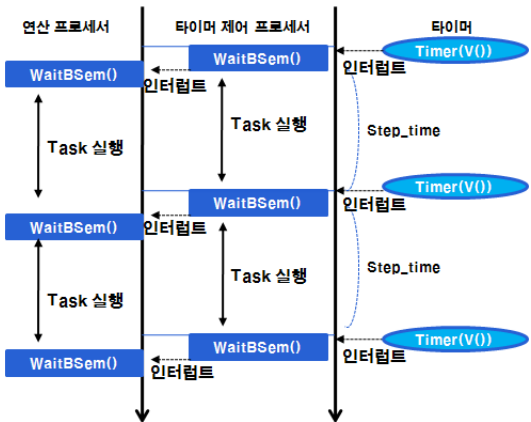 연산 프로세서
타이머 제어 프로세서
타이머
WaitBSem()
Timer(V())
인터럽트
WaitBSem()
인터럽트
Task 실행
Task 실행
Step_time
WaitBSem()
Timer(V())
인터럽트
WaitBSem()
인터럽트
Task 실행
Task 실행
Step_time
WaitBSem()
Timer(V())
인터럽트
WaitBSem()
인터럽트